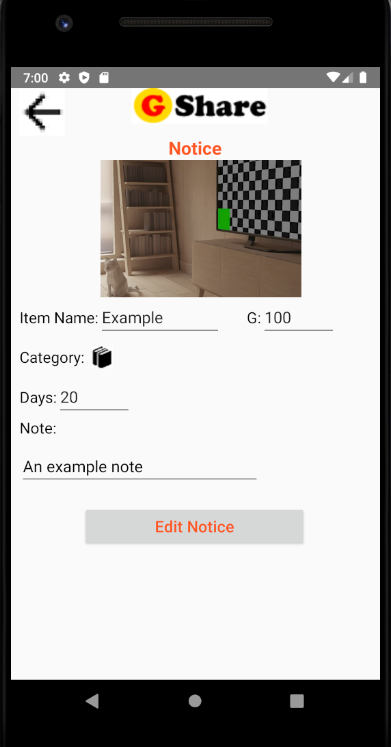 7:00
G Share
Notice
Item Name: Example G: 100
Category:
Days: 20
Note:
An example note
Edit Notice